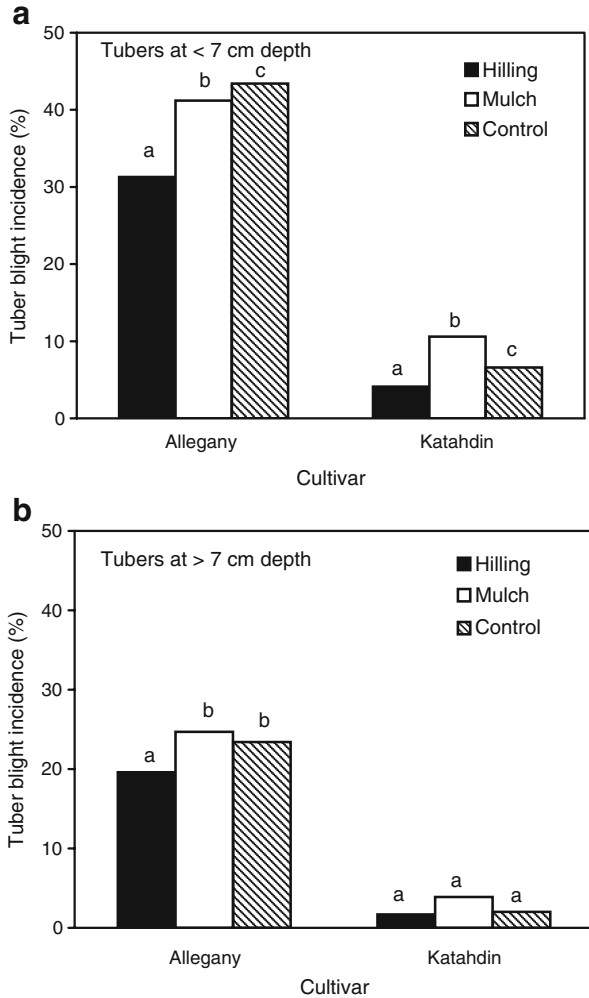 a
50
40
30
20
10
0
Tuber blight incidence (%)
Tubers at < 7 cm depth
Hilling
Mulch
Control
a
b
c
a
b
c
Allegany
Katahdin
Cultivar
b
50
40
30
20
10
0
Tuber blight incidence (%)
Tubers at > 7 cm depth
Hilling
Mulch
Control
a
b
b
a
a
a
Allegany
Katahdin
Cultivar